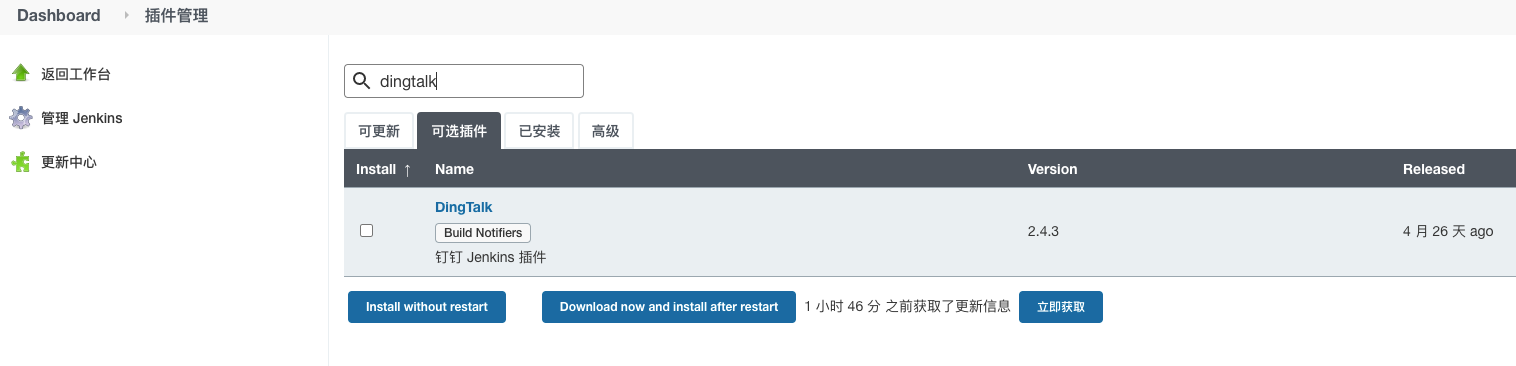 Dashboard 插件管理
返回工作台
管理 Jenkins
更新中心
dingtalk
可更新 可选插件 已安装 高级
Install ↑ Name Version Released
DingTalk
Build Notifiers
钉钉 Jenkins 插件
2.4.3
4 月 26 天 ago
Install without restart Download now and install after restart 1 小时 46 分 之前获取了更新信息 立即获取